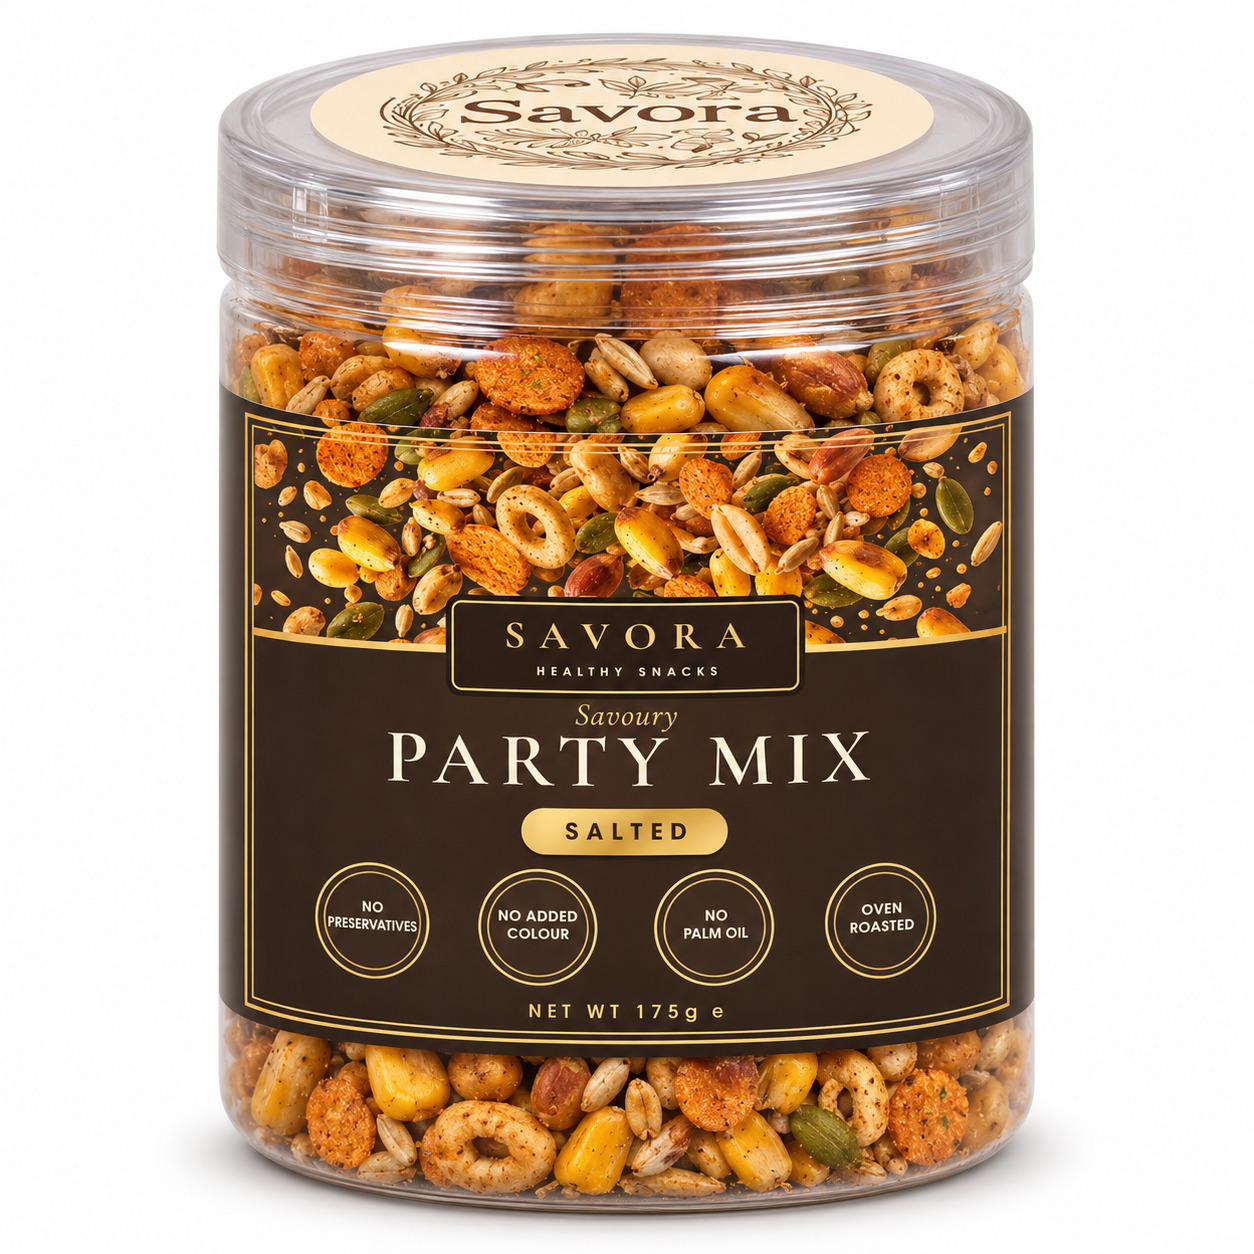 Savora
SAVORA
HEALTHY SNACKS
Savoury
PARTY MIX
SALTED
NO
PRESERVATIVES
NO ADDED
COLOUR
NO
PALM OIL
OVEN
ROASTED
NET WT 175g e